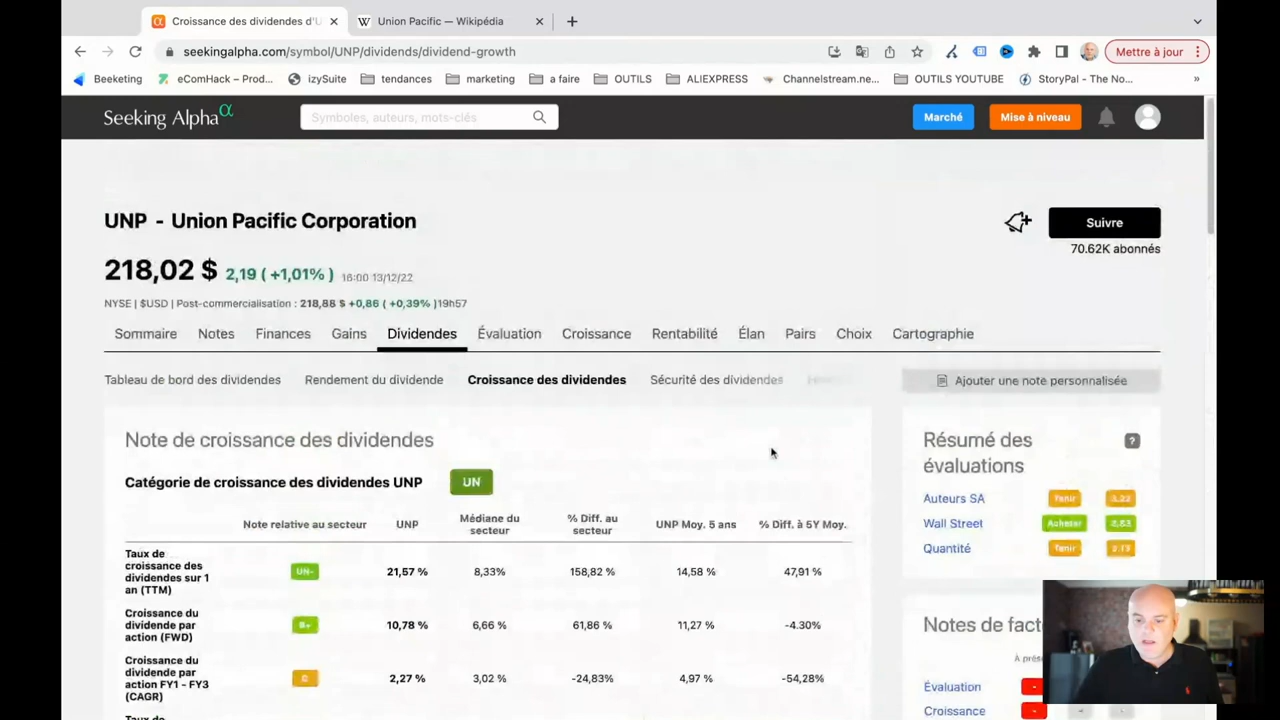 Croissance des dividendes d'U
Union Pacific — Wikipédia
seekingalpha.com/symbol/UNP/dividends/dividend-growth
Mettre à jour
Beeketing
eComHack – Prod...
izySuite
tendances
marketing
a faire
OUTILS
ALIEXPRESS
Channelstream.ne...
OUTILS YOUTUBE
StoryPal - The No...
»
Seeking Alpha α
Symboles, auteurs, mots-clés
Marché
Mise à niveau
UNP - Union Pacific Corporation
Suivre
70.62K abonnés
218,02 $ 2,19 ( +1,01% ) 16:00 13/12/22
NYSE | $USD | Post-commercialisation : 218,88 $ +0,86 ( +0,39% )19h57
Sommaire Notes Finances Gains Dividendes Évaluation Croissance Rentabilité Élan Pairs Choix Cartographie
Tableau de bord des dividendes Rendement du dividende Croissance des dividendes Sécurité des dividendes
Ajouter une note personnalisée
Note de croissance des dividendes
Catégorie de croissance des dividendes UNP UN
Note relative au secteur UNP Médiane du secteur % Diff. au secteur UNP Moy. 5 ans % Diff. à 5Y Moy.
Taux de croissance des dividendes sur 1 an (TTM) UN- 21,57 % 8,33% 158,82 % 14,58 % 47,91 %
Croissance du dividende par action (FWD) B+ 10,78 % 6,66 % 61,86 % 11,27 % -4.30%
Croissance du dividende par action FY1 - FY3 (CAGR) 2,27 % 3,02 % -24,83% 4,97 % -54,28%
Taux de
Résumé des évaluations ?
Auteurs SA Tenir 3,22
Wall Street Acheter
Quantité Tenir
Notes de fact
À prés
Évaluation -
Croissance -